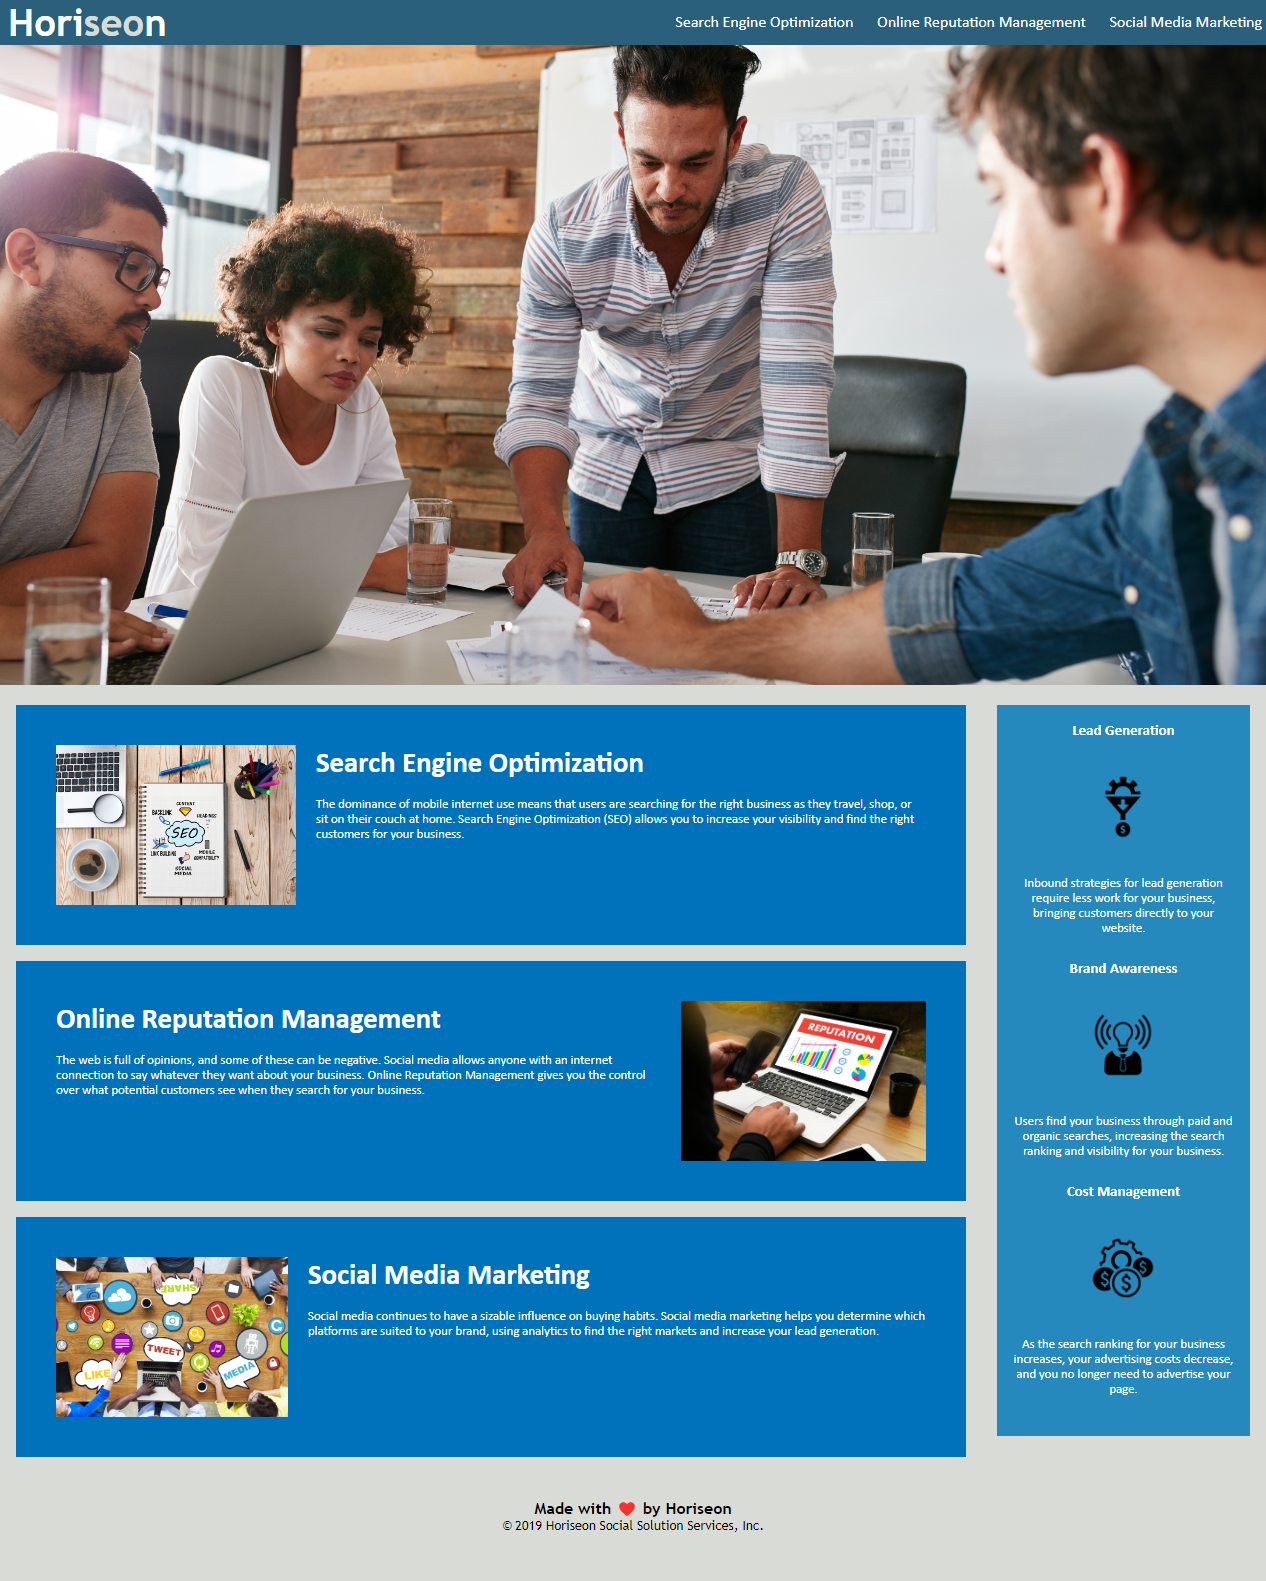 Horiseon
Search Engine Optimization
Online Reputation Management
Social Media Marketing
CONTENT
BACKLINK
HEADINGS
SEO
LINK BUILDING
MOBILE
COMPATIBILITY
SOCIAL
MEDIA
Search Engine Optimization
The dominance of mobile internet use means that users are searching for the right business as they travel, shop, or
sit on their couch at home. Search Engine Optimization (SEO) allows you to increase your visibility and find the right
customers for your business.
Online Reputation Management
The web is full of opinions, and some of these can be negative. Social media allows anyone with an internet
connection to say whatever they want about your business. Online Reputation Management gives you the control
over what potential customers see when they search for your business.
REPUTATION
SHARE
TWEET
LIKE
MEDIA
Social Media Marketing
Social media continues to have a sizable influence on buying habits. Social media marketing helps you determine which
platforms are suited to your brand, using analytics to find the right markets and increase your lead generation.
Lead Generation
$
Inbound strategies for lead generation
require less work for your business,
bringing customers directly to your
website.
Brand Awareness
Users find your business through paid and
organic searches, increasing the search
ranking and visibility for your business.
Cost Management
$ $ $
As the search ranking for your business
increases, your advertising costs decrease,
and you no longer need to advertise your
page.
Made with ❤️ by Horiseon
© 2019 Horiseon Social Solution Services, Inc.